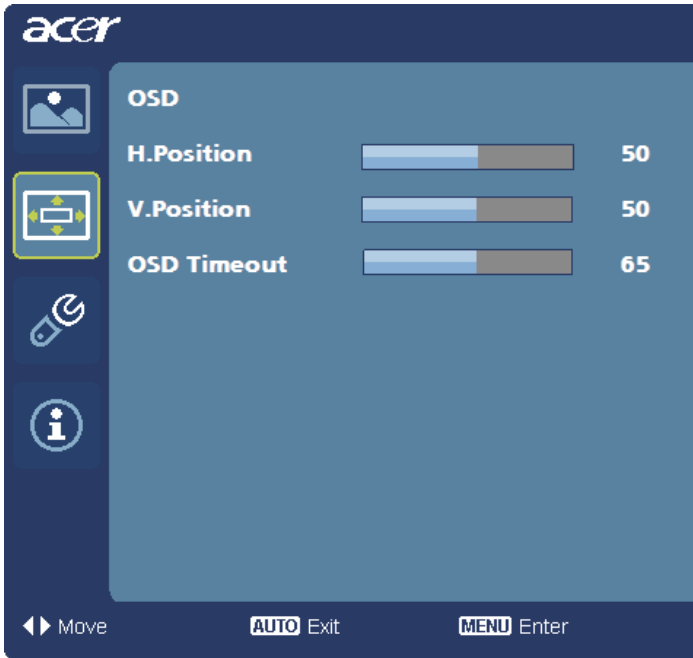 acer
OSD
H.Position 50
V.Position 50
OSD Timeout 65
Move AUTO Exit MENU Enter